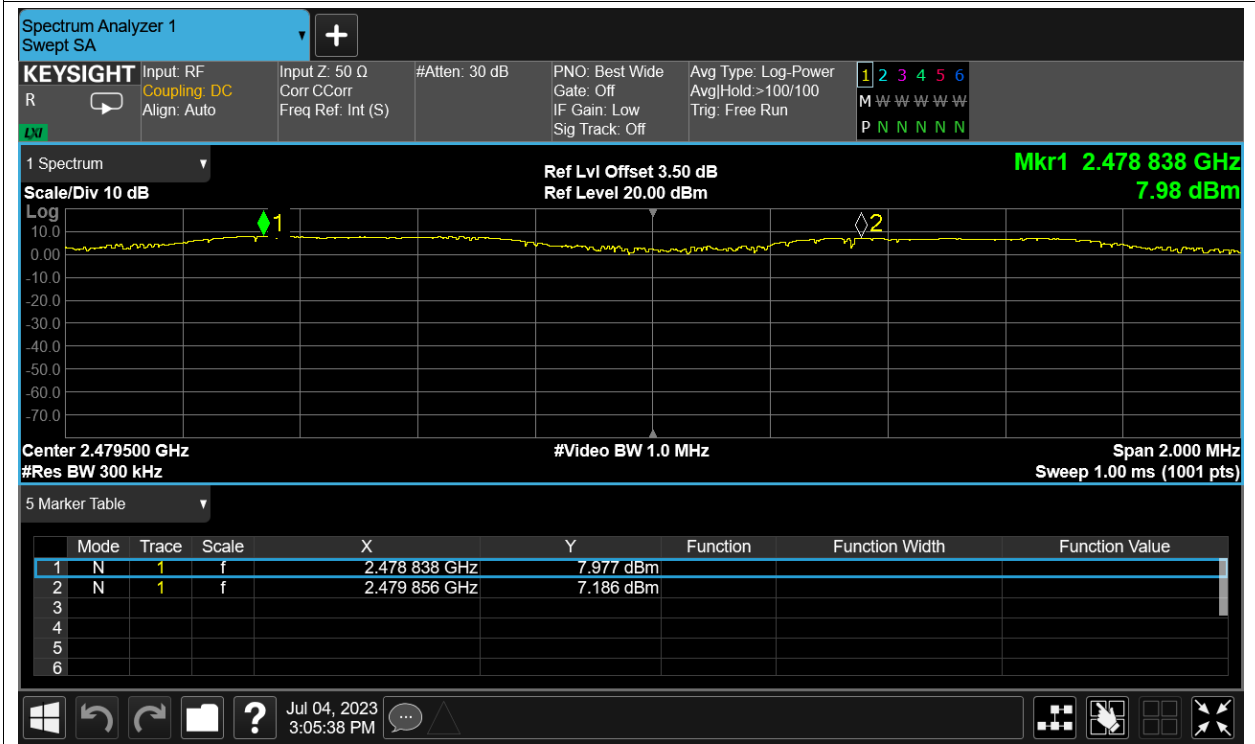 Spectrum Analyzer 1
Swept SA
+
KEYSIGHT
R
LXI
Input: RF
Coupling: DC
Align: Auto
Input Z: 50 Ω
Corr CCorr
Freq Ref: Int (S)
#Atten: 30 dB
PNO: Best Wide
Gate: Off
IF Gain: Low
Sig Track: Off
Avg Type: Log-Power
Avg|Hold:>100/100
Trig: Free Run
1 2 3 4 5 6
M W W W W W
P N N N N N
1 Spectrum
Scale/Div 10 dB
Ref Lvl Offset 3.50 dB
Ref Level 20.00 dBm
Mkr1 2.478 838 GHz
7.98 dBm
Log
10.0
0.00
-10.0
-20.0
-30.0
-40.0
-50.0
-60.0
-70.0
1
2
Center 2.479500 GHz
#Res BW 300 kHz
#Video BW 1.0 MHz
Span 2.000 MHz
Sweep 1.00 ms (1001 pts)
5 Marker Table
Mode Trace Scale X Y Function Function Width Function Value
1 N 1 f 2.478 838 GHz 7.977 dBm
2 N 1 f 2.479 856 GHz 7.186 dBm
3
4
5
6
?
Jul 04, 2023
3:05:38 PM